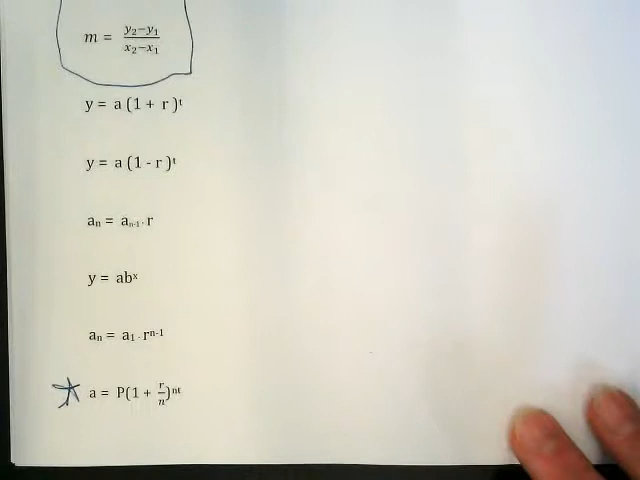 m = y₂−y₁/x₂−x₁
y = a (1 + r )ᵗ
y = a (1 - r )ᵗ
aₙ = aₙ₋₁ · r
y = abˣ
aₙ = a₁ · rⁿ⁻¹
a = P(1 + r/n)ⁿᵗ